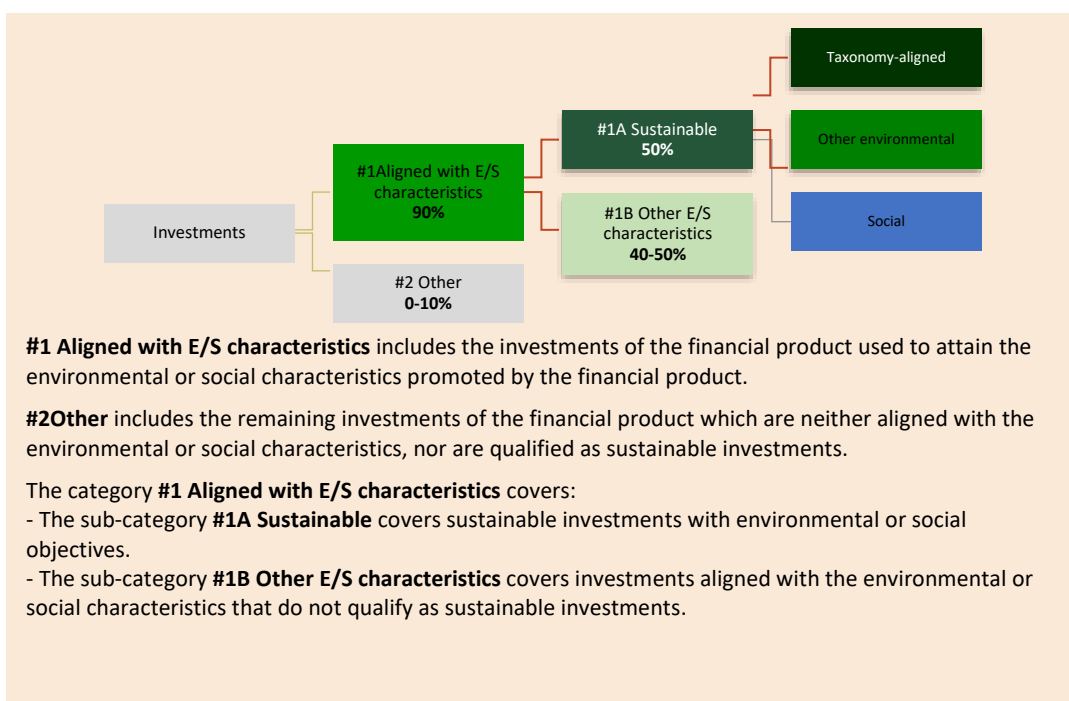 Investments
#1Aligned with E/S
characteristics
90%
#2 Other
0-10%
#1A Sustainable
50%
#1B Other E/S
characteristics
40-50%
Taxonomy-aligned
Other environmental
Social
#1 Aligned with E/S characteristics includes the investments of the financial product used to attain the
environmental or social characteristics promoted by the financial product.
#2Other includes the remaining investments of the financial product which are neither aligned with the
environmental or social characteristics, nor are qualified as sustainable investments.
The category #1 Aligned with E/S characteristics covers:
- The sub-category #1A Sustainable covers sustainable investments with environmental or social
objectives.
- The sub-category #1B Other E/S characteristics covers investments aligned with the environmental or
social characteristics that do not qualify as sustainable investments.